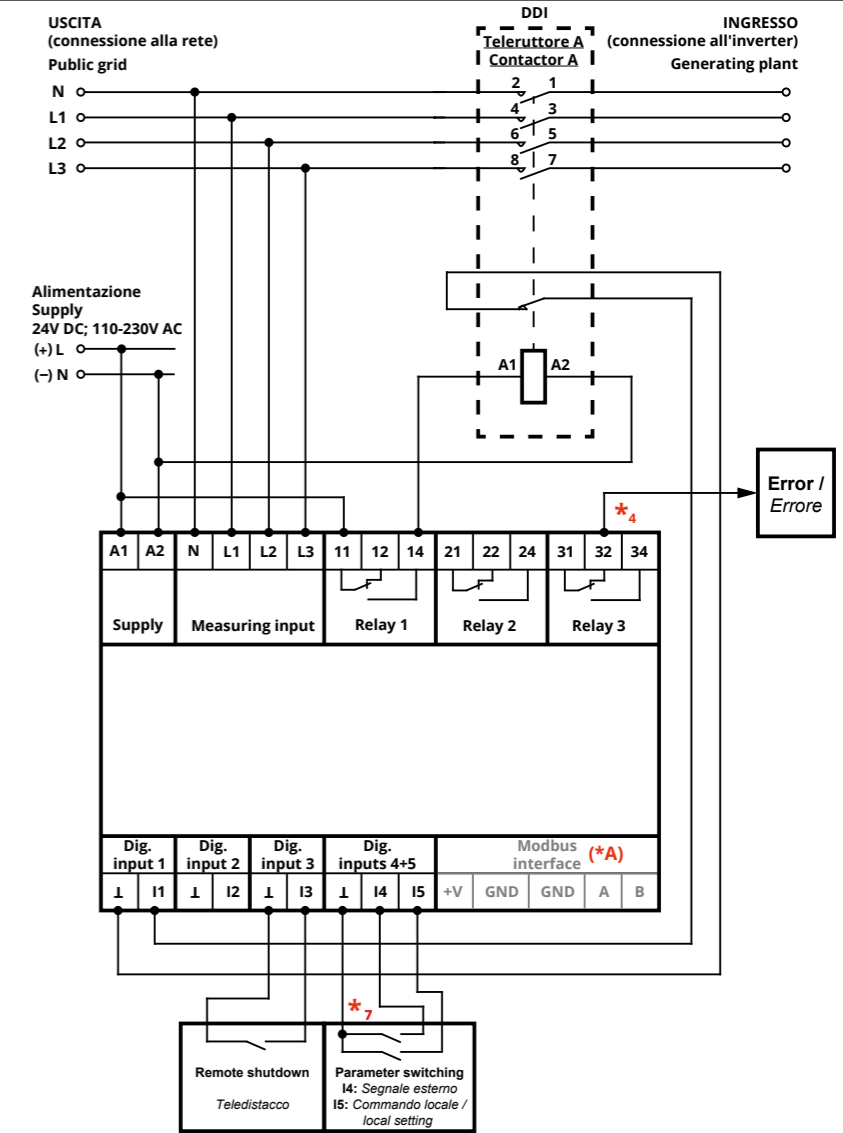 USCITA
(connessione alla rete)
Public grid
DDI
Teleruttore A
Contactor A
INGRESSO
(connessione all'inverter)
Generating plant
N
2 1
L1
4 3
L2
6 5
L3
8 7
Alimentazione
Supply
24V DC; 110-230V AC
(+) L
(−) N
A1 A2
Error /
Errore
*4
A1 A2 N L1 L2 L3 11 12 14 21 22 24 31 32 34
Supply Measuring input Relay 1 Relay 2 Relay 3
Dig.
input 1
Dig.
input 2
Dig.
input 3
Dig.
inputs 4+5
Modbus
interface
(*A)
⊥ I1 ⊥ I2 ⊥ I3 ⊥ I4 I5 +V GND GND A B
*7
Remote shutdown
Teledistacco
Parameter switching
I4: Segnale esterno
I5: Commando locale /
local setting